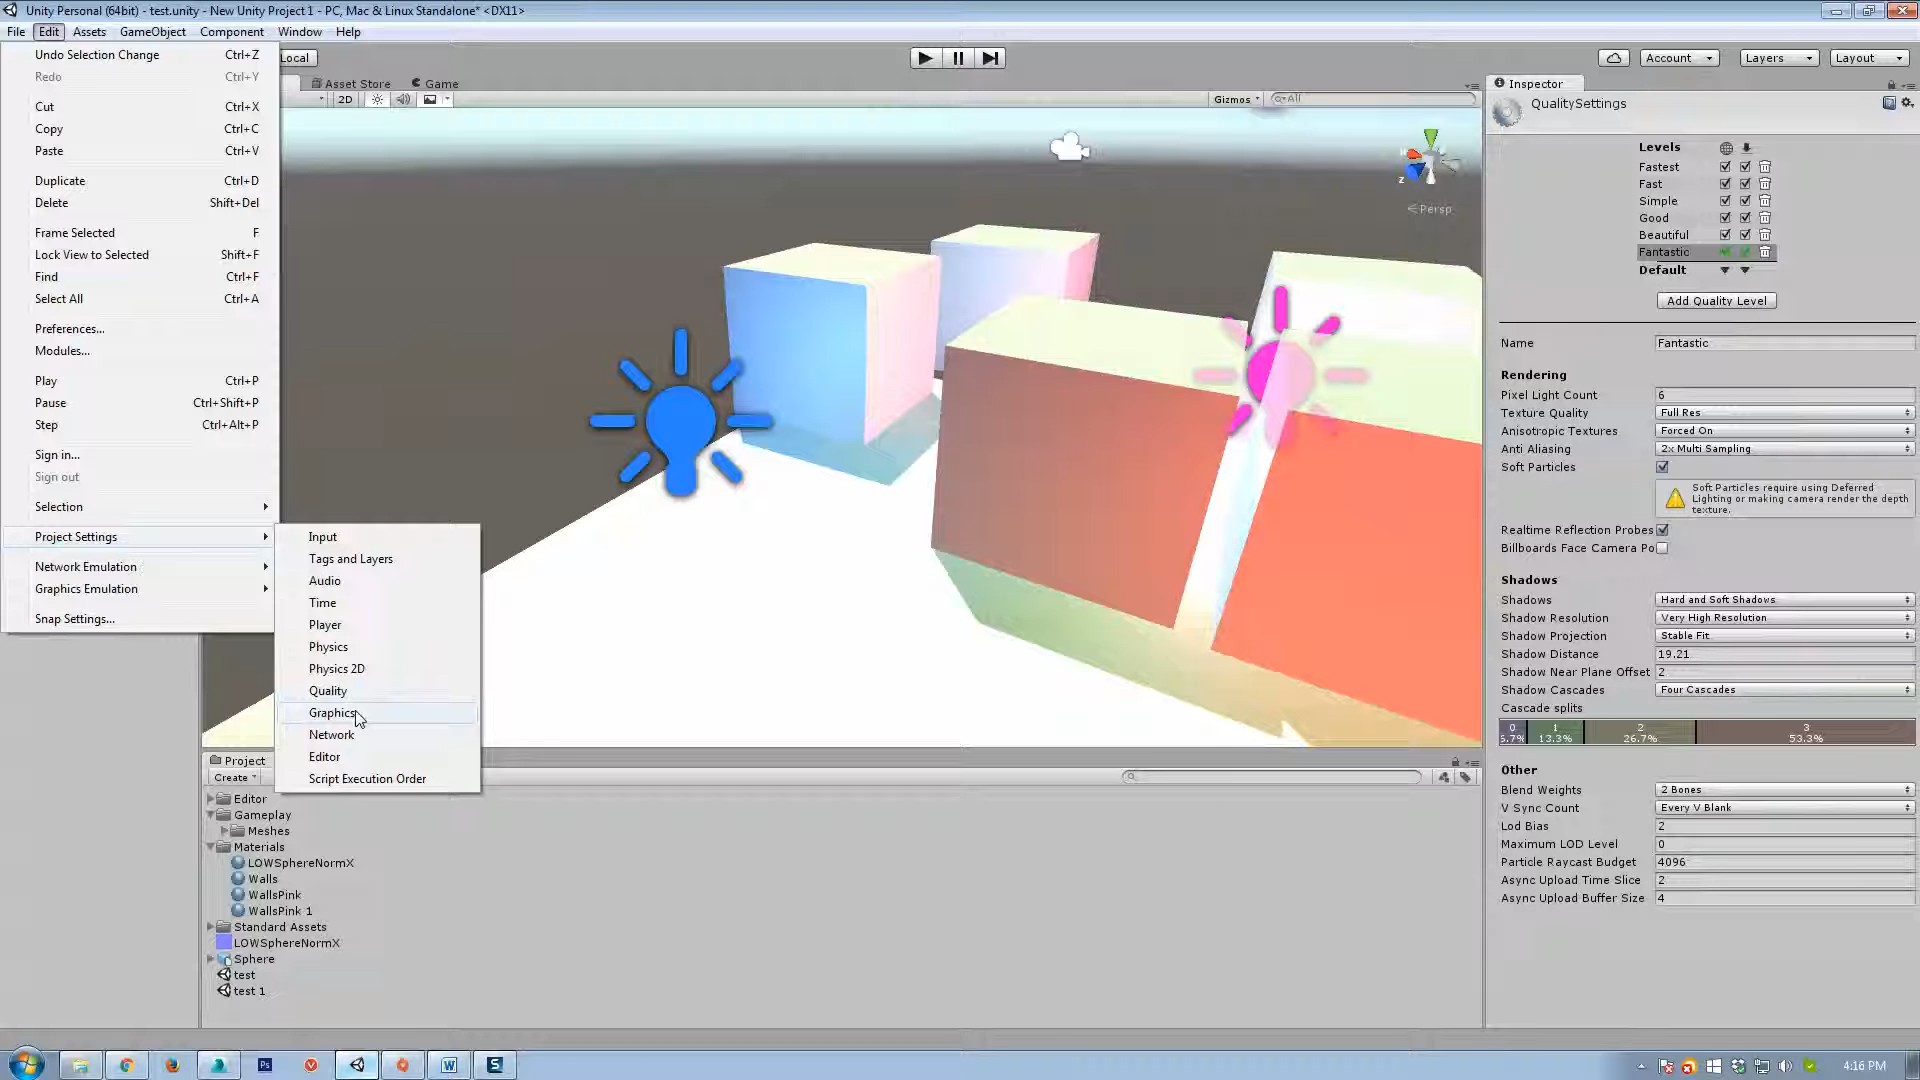 Unity Personal (64bit) - test.unity - New Unity Project 1 - PC, Mac & Linux Standalone* <DX11>
File Edit Assets GameObject Component Window Help
Undo Selection Change Ctrl+Z
Redo Ctrl+Y
Cut Ctrl+X
Copy Ctrl+C
Paste Ctrl+V
Duplicate Ctrl+D
Delete Shift+Del
Frame Selected F
Lock View to Selected Shift+F
Find Ctrl+F
Select All Ctrl+A
Preferences...
Modules...
Play Ctrl+P
Pause Ctrl+Shift+P
Step Ctrl+Alt+P
Sign in...
Sign out
Selection
Project Settings
Network Emulation
Graphics Emulation
Snap Settings...
Input
Tags and Layers
Audio
Time
Player
Physics
Physics 2D
Quality
Graphics
Network
Editor
Script Execution Order
Local
Account Layers Layout
Asset Store Game
2D Gizmos All
Z
Persp
Project
Create
Editor
Gameplay
Meshes
Materials
LOWSphereNormX
Walls
WallsPink
WallsPink 1
Standard Assets
LOWSphereNormX
Sphere
test
test 1
Inspector
QualitySettings
Levels
Fastest
Fast
Simple
Good
Beautiful
Fantastic
Default
Add Quality Level
Name Fantastic
Rendering
Pixel Light Count 6
Texture Quality Full Res
Anisotropic Textures Forced On
Anti Aliasing 2x Multi Sampling
Soft Particles
Soft Particles require using Deferred
Lighting or making camera render the depth
texture.
Realtime Reflection Probes
Billboards Face Camera Po
Shadows
Shadows Hard and Soft Shadows
Shadow Resolution Very High Resolution
Shadow Projection Stable Fit
Shadow Distance 19.21
Shadow Near Plane Offset 2
Shadow Cascades Four Cascades
Cascade splits
0 1 2 3
5.7% 13.3% 26.7% 53.3%
Other
Blend Weights 2 Bones
V Sync Count Every V Blank
Lod Bias 2
Maximum LOD Level 0
Particle Raycast Budget 4096
Async Upload Time Slice 2
Async Upload Buffer Size 4
Ps V W S
4:16 PM